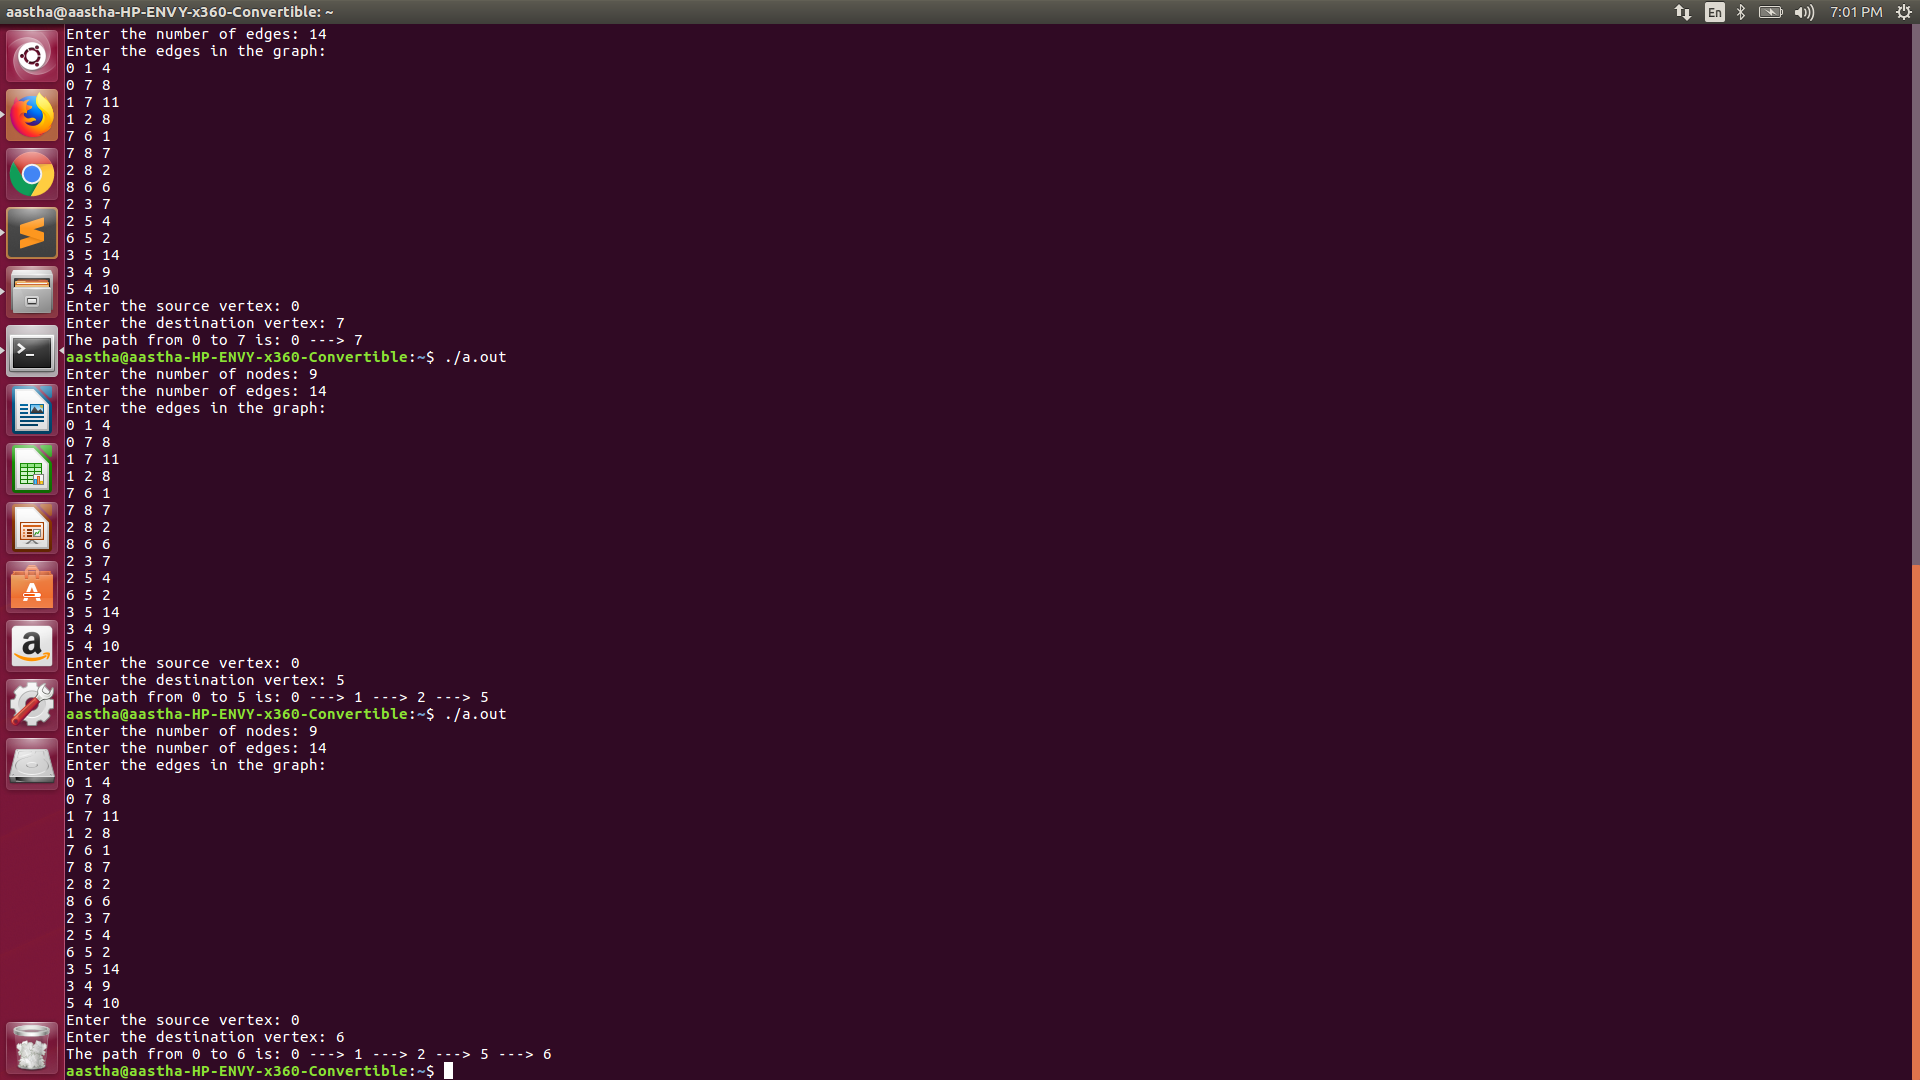 aastha@aastha-HP-ENVY-x360-Convertible: ~
En
7:01 PM
Enter the number of edges: 14
Enter the edges in the graph:
0 1 4
0 7 8
1 7 11
1 2 8
7 6 1
7 8 7
2 8 2
8 6 6
2 3 7
2 5 4
6 5 2
3 5 14
3 4 9
5 4 10
Enter the source vertex: 0
Enter the destination vertex: 7
The path from 0 to 7 is: 0 ---> 7
aastha@aastha-HP-ENVY-x360-Convertible:~$ ./a.out
Enter the number of nodes: 9
Enter the number of edges: 14
Enter the edges in the graph:
0 1 4
0 7 8
1 7 11
1 2 8
7 6 1
7 8 7
2 8 2
8 6 6
2 3 7
2 5 4
6 5 2
3 5 14
3 4 9
5 4 10
Enter the source vertex: 0
Enter the destination vertex: 5
The path from 0 to 5 is: 0 ---> 1 ---> 2 ---> 5
aastha@aastha-HP-ENVY-x360-Convertible:~$ ./a.out
Enter the number of nodes: 9
Enter the number of edges: 14
Enter the edges in the graph:
0 1 4
0 7 8
1 7 11
1 2 8
7 6 1
7 8 7
2 8 2
8 6 6
2 3 7
2 5 4
6 5 2
3 5 14
3 4 9
5 4 10
Enter the source vertex: 0
Enter the destination vertex: 6
The path from 0 to 6 is: 0 ---> 1 ---> 2 ---> 5 ---> 6
aastha@aastha-HP-ENVY-x360-Convertible:~$